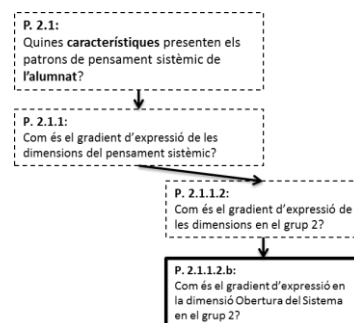 P. 2.1:
Quines característiques presenten els
patrons de pensament sistèmic de
l'alumnat?
P. 2.1.1:
Com és el gradient d'expressió de les
dimensions del pensament sistèmic?
P. 2.1.1.2:
Com és el gradient d'expressió de
les dimensions en el grup 2?
P. 2.1.1.2.b:
Com és el gradient d'expressió en
la dimensió Obertura del Sistema
en el grup 2?